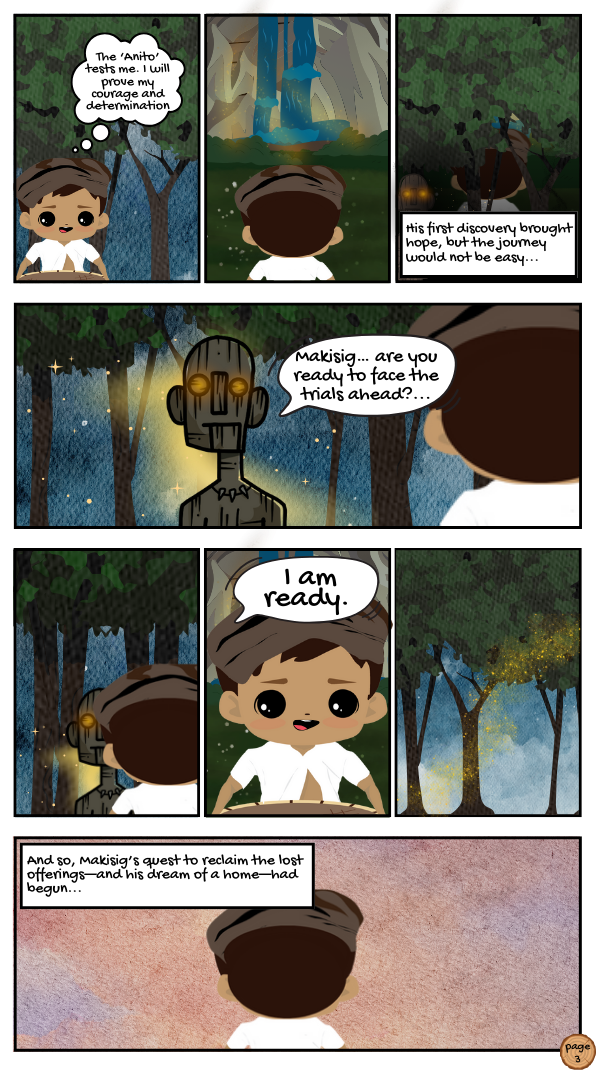 The 'Anito'
tests me. I will
prove my
courage and
determination
His first discovery brought
hope, but the journey
would not be easy...
Makisig... are you
ready to face the
trials ahead?...
I am
ready.
And so, Makisig's quest to reclaim the lost
offerings—and his dream of a home—had
begun...
page
3